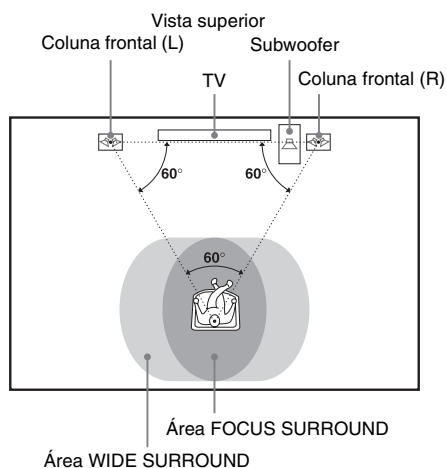 Vista superior
Coluna frontal (L)
Subwoofer
TV
Coluna frontal (R)
60°
60°
60°
Área FOCUS SURROUND
Área WIDE SURROUND